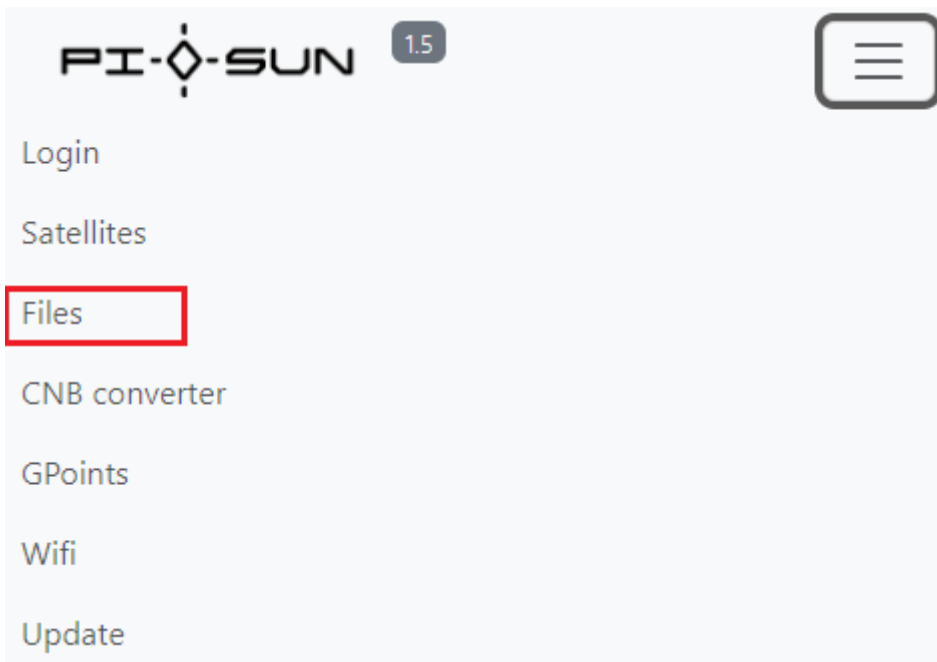 PI-SUN 1.5
Login
Satellites
Files
CNB converter
GPoints
Wifi
Update